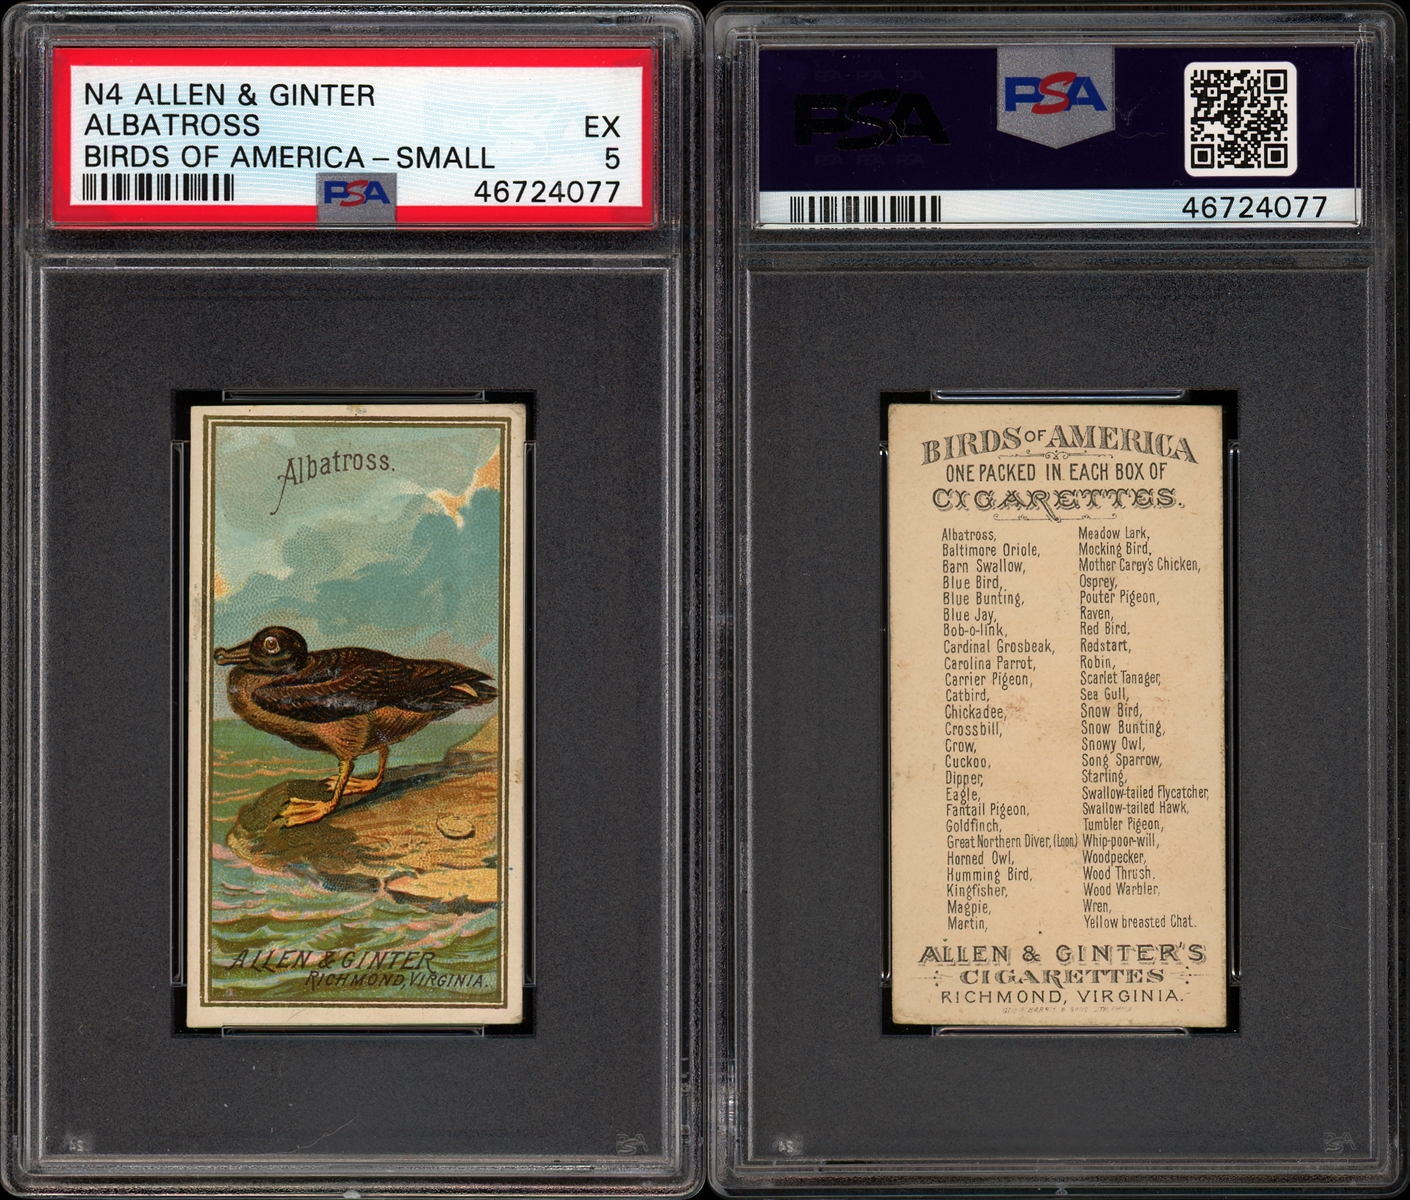 N4 ALLEN & GINTER
ALBATROSS EX
BIRDS OF AMERICA – SMALL 5
PSA 46724077
Albatross.
ALLEN & GINTER
RICHMOND, VIRGINIA.
PSA
PSA
46724077
BIRDS OF AMERICA
ONE PACKED IN EACH BOX OF
CIGARETTES.
Albatross,
Baltimore Oriole,
Barn Swallow,
Blue Bird,
Blue Bunting,
Blue Jay,
Bob-o-link,
Cardinal Grosbeak,
Carolina Parrot,
Carrier Pigeon,
Catbird,
Chickadee,
Crossbill,
Crow,
Cuckoo,
Dipper,
Eagle,
Fantail Pigeon,
Goldfinch,
Great Northern Diver, (Loon)
Horned Owl,
Humming Bird,
Kingfisher,
Magpie,
Martin,
Meadow Lark,
Mocking Bird,
Mother Carey's Chicken,
Osprey,
Pouter Pigeon,
Raven,
Red Bird,
Redstart,
Robin,
Scarlet Tanager,
Sea Gull,
Snow Bird,
Snow Bunting,
Snowy Owl,
Song Sparrow,
Starling,
Swallow-tailed Flycatcher,
Swallow-tailed Hawk,
Tumbler Pigeon,
Whip-poor-will,
Woodpecker,
Wood Thrush,
Wood Warbler,
Wren,
Yellow breasted Chat.
ALLEN & GINTER'S
CIGARETTES
RICHMOND, VIRGINIA.